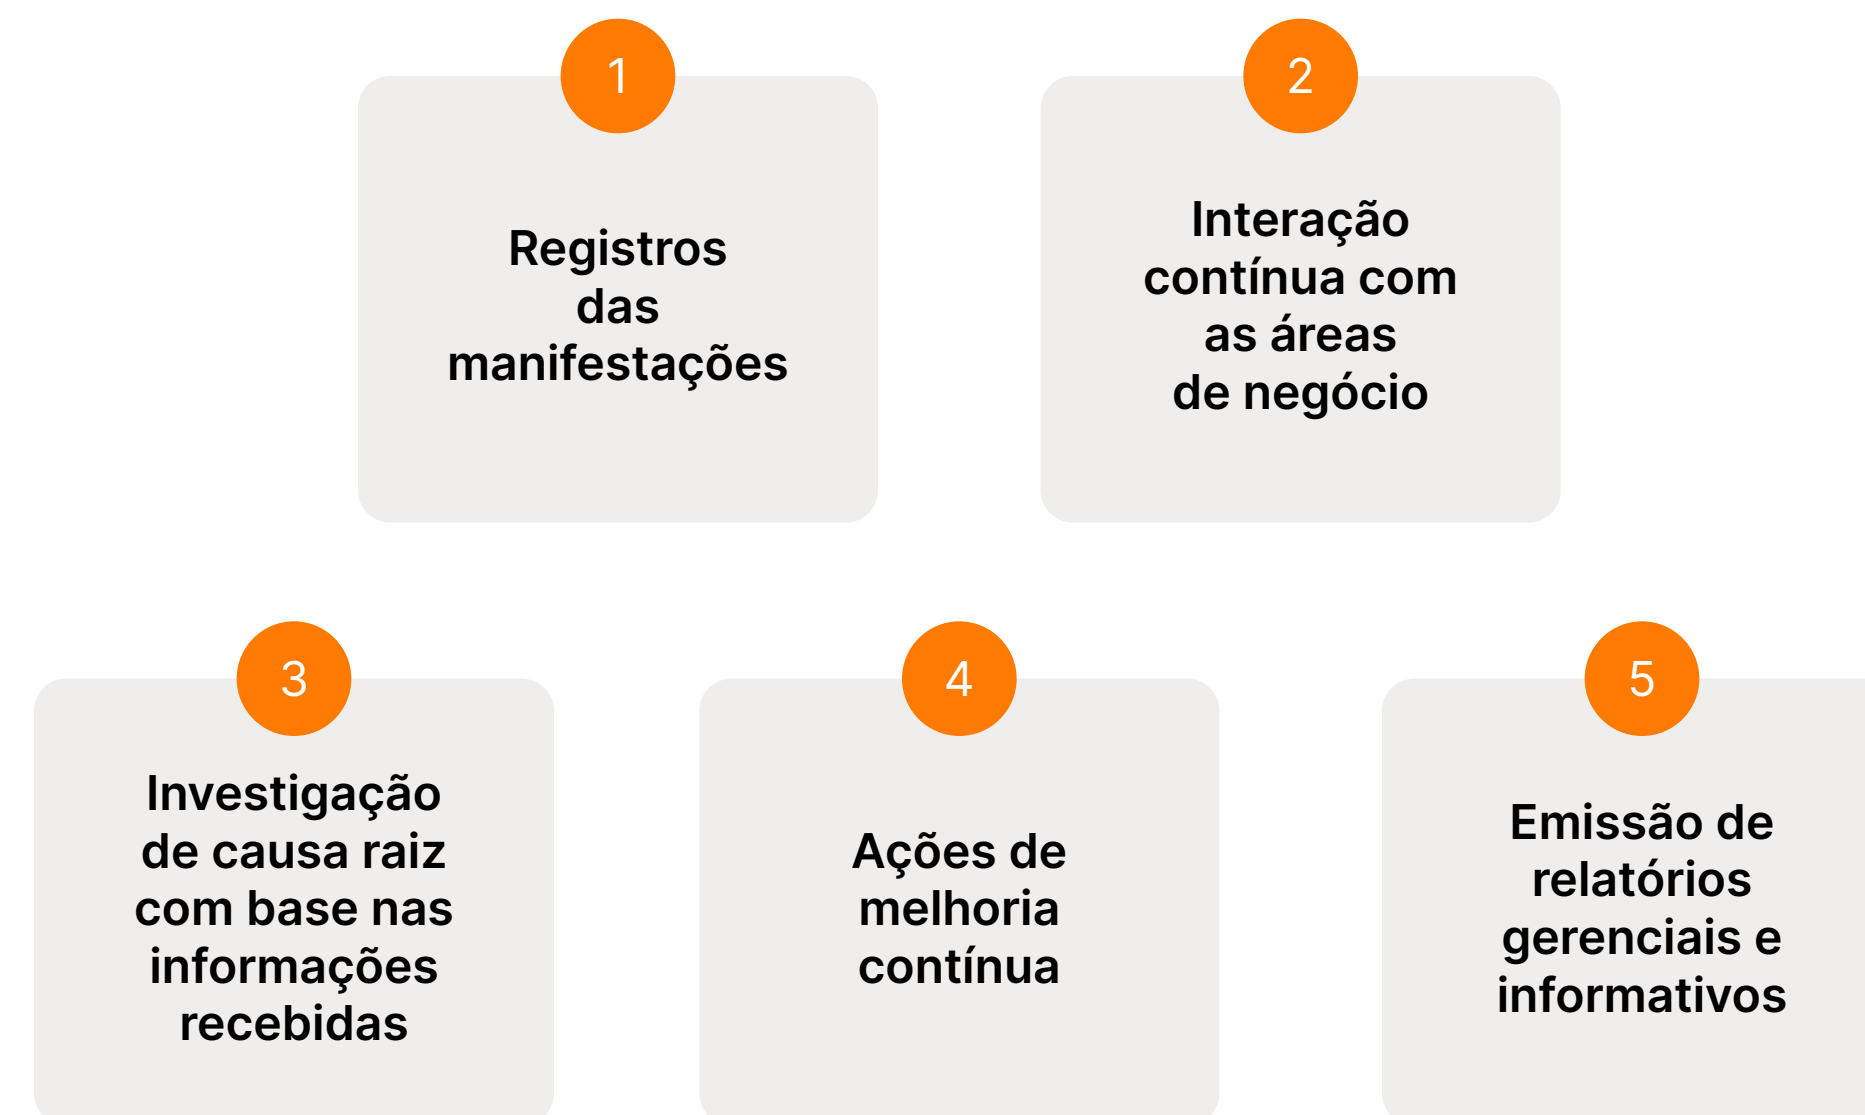 1
Registros
das
manifestações
2
Interação
contínua com
as áreas
de negócio
3
Investigação
de causa raiz
com base nas
informações
recebidas
4
Ações de
melhoria
contínua
5
Emissão de
relatórios
gerenciais e
informativos